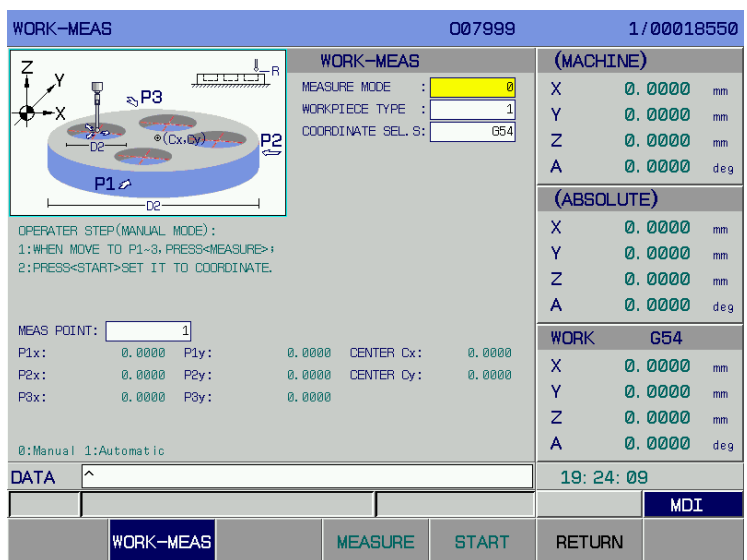 WORK-MEAS O07999 1/00018550
Z
Y
X
R
P3
D2
(Cx,Cy)
P2
P1
D2
WORK-MEAS
MEASURE MODE : 0
WORKPIECE TYPE : 1
COORDINATE SEL.S: G54
OPERATER STEP(MANUAL MODE):
1:WHEN MOVE TO P1~3,PRESS<MEASURE>;
2:PRESS<START>SET IT TO COORDINATE.
MEAS POINT: 1
P1x: 0.0000 P1y: 0.0000 CENTER Cx: 0.0000
P2x: 0.0000 P2y: 0.0000 CENTER Cy: 0.0000
P3x: 0.0000 P3y: 0.0000
0:Manual 1:Automatic
(MACHINE)
X 0.0000 mm
Y 0.0000 mm
Z 0.0000 mm
A 0.0000 deg
(ABSOLUTE)
X 0.0000 mm
Y 0.0000 mm
Z 0.0000 mm
A 0.0000 deg
WORK G54
X 0.0000 mm
Y 0.0000 mm
Z 0.0000 mm
A 0.0000 deg
DATA ^
19:24:09
MDI
WORK-MEAS MEASURE START RETURN